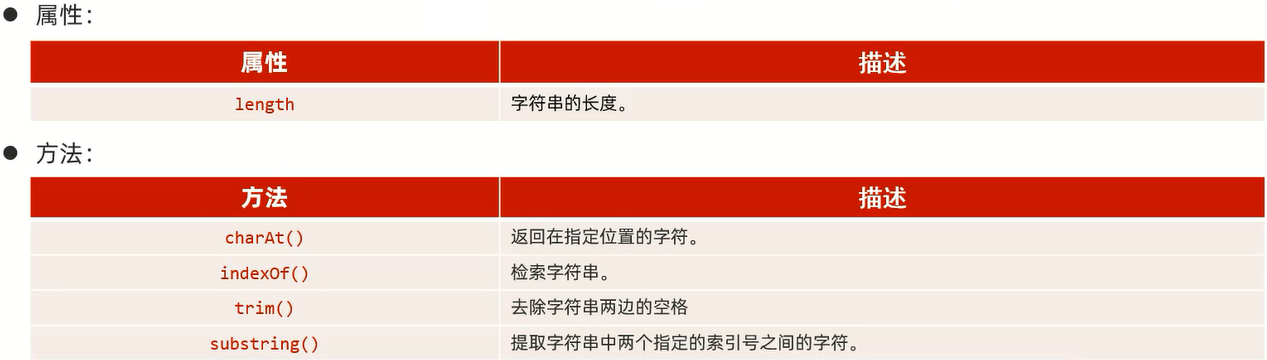 属性：
属性 描述
length 字符串的长度。
方法：
方法 描述
charAt() 返回在指定位置的字符。
indexOf() 检索字符串。
trim() 去除字符串两边的空格
substring() 提取字符串中两个指定的索引号之间的字符。